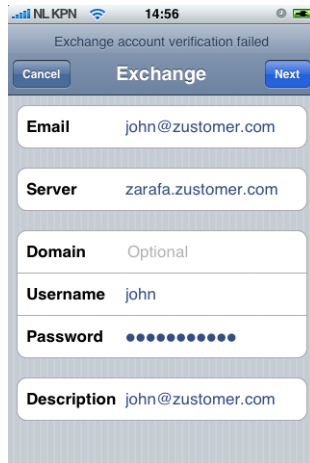 NL KPN 14:56
Exchange account verification failed
Cancel Exchange Next
Email john@zustomer.com
Server zarafa.zustomer.com
Domain Optional
Username john
Password ●●●●●●●●●●●
Description john@zustomer.com